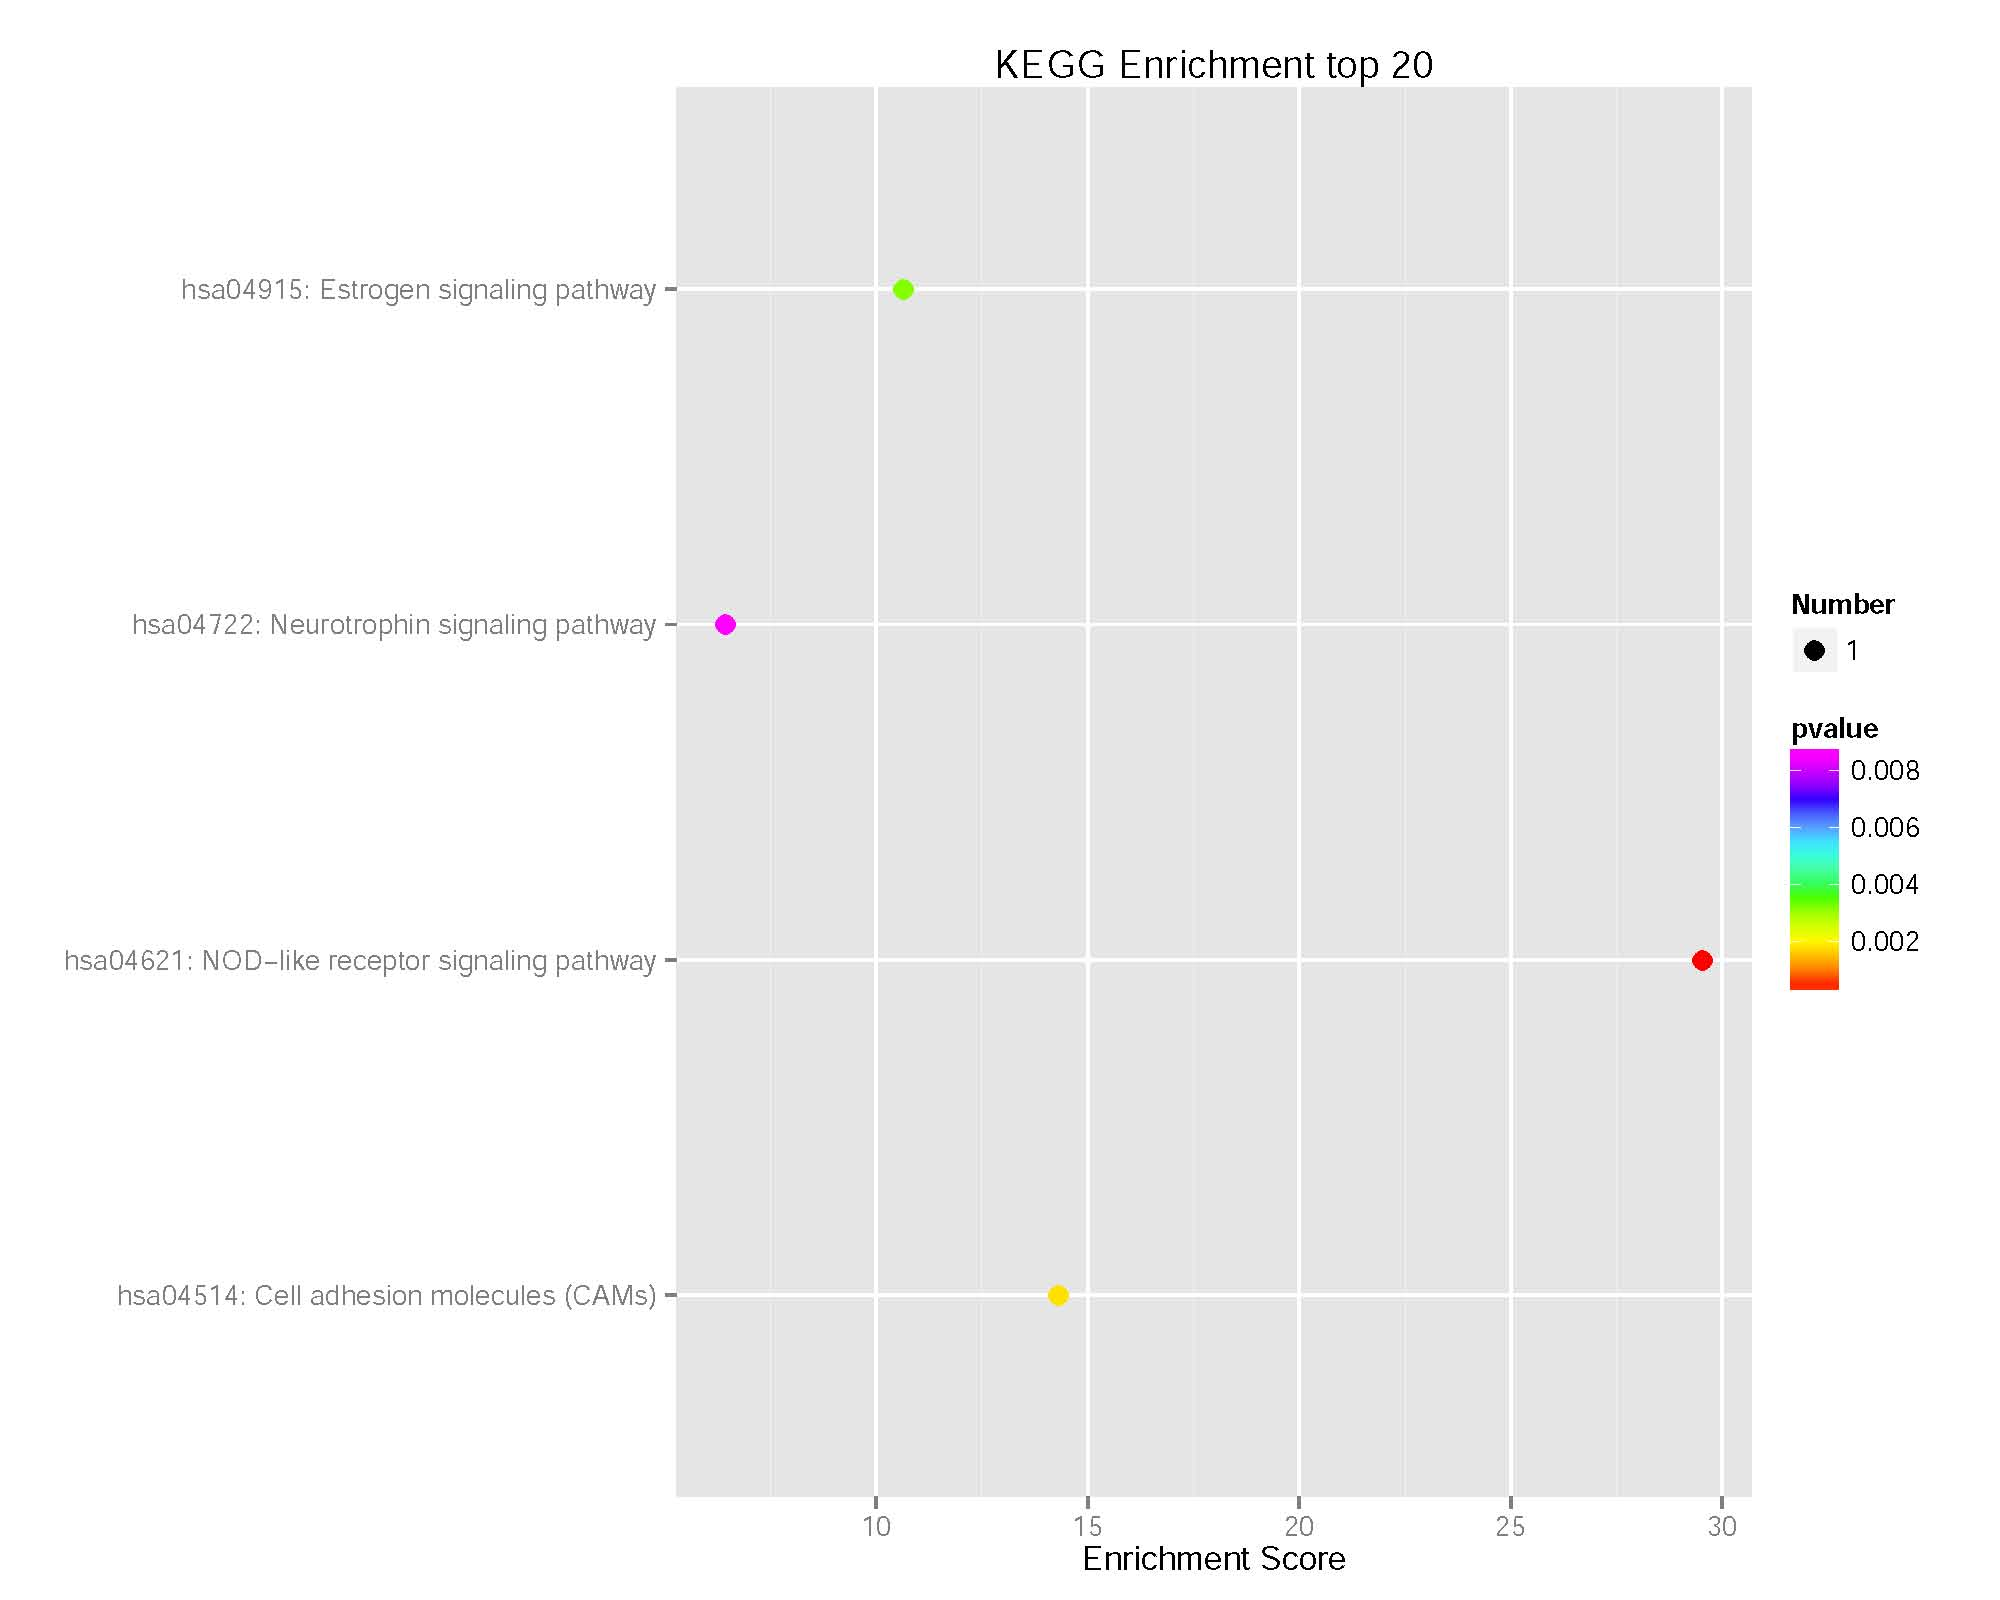 KEGG Enrichment top 20
hsa04915: Estrogen signaling pathway
hsa04722: Neurotrophin signaling pathway
hsa04621: NOD−like receptor signaling pathway
hsa04514: Cell adhesion molecules (CAMs)
10 15 20 25 30
Enrichment Score
Number
1
pvalue
0.008
0.006
0.004
0.002